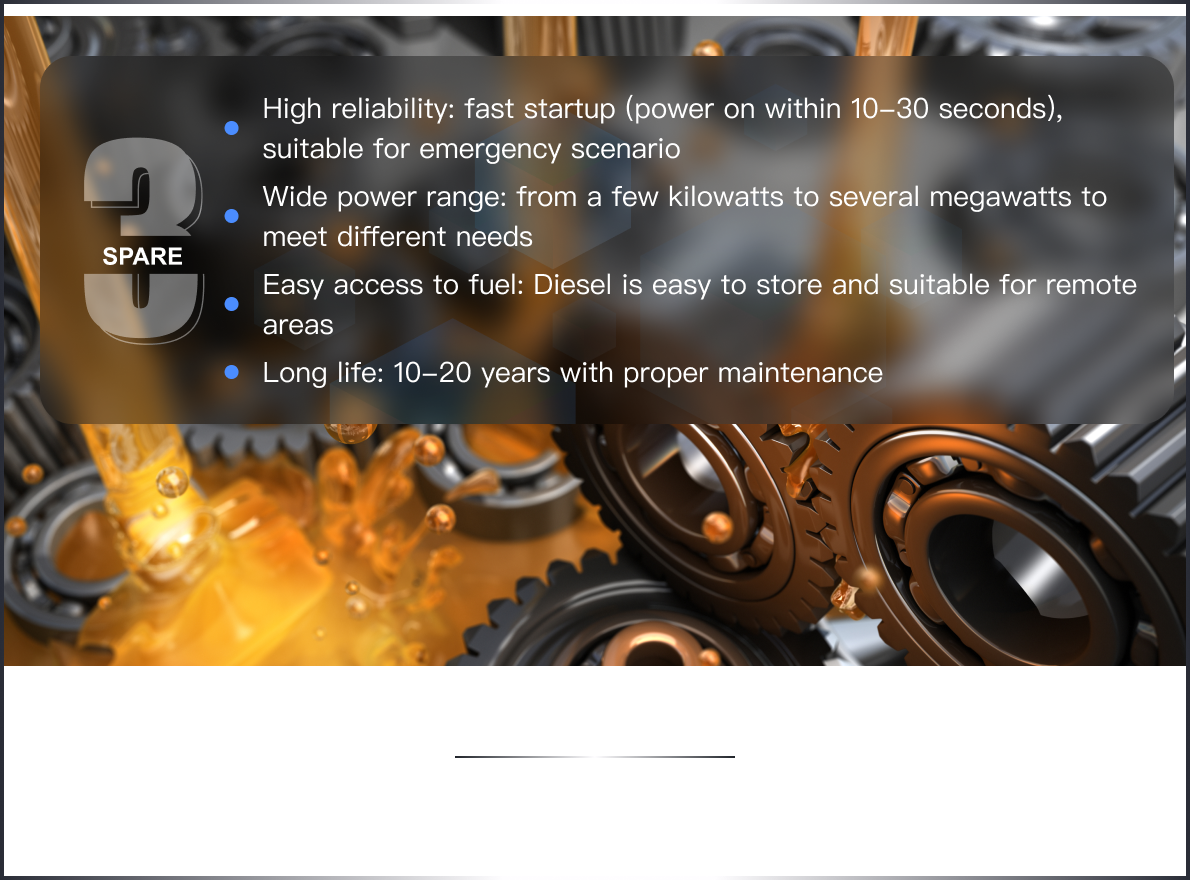 3
SPARE
High reliability: fast startup (power on within 10–30 seconds),
suitable for emergency scenario
Wide power range: from a few kilowatts to several megawatts to
meet different needs
Easy access to fuel: Diesel is easy to store and suitable for remote
areas
Long life: 10–20 years with proper maintenance